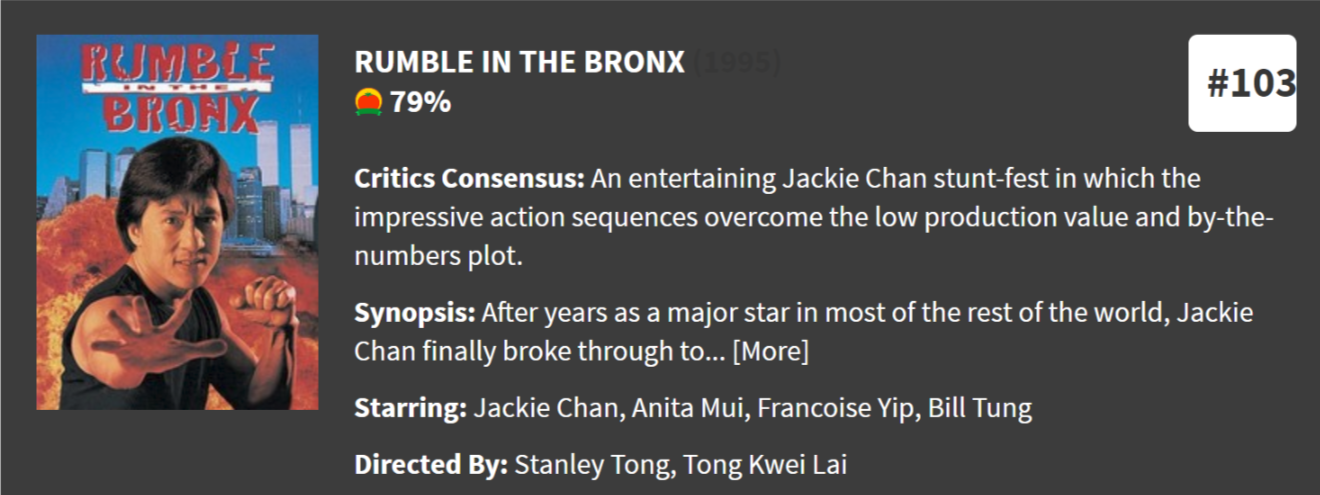 RUMBLE
IN THE
BRONX
RUMBLE IN THE BRONX (1995)
79%
#103
Critics Consensus: An entertaining Jackie Chan stunt-fest in which the
impressive action sequences overcome the low production value and by-the-
numbers plot.
Synopsis: After years as a major star in most of the rest of the world, Jackie
Chan finally broke through to... [More]
Starring: Jackie Chan, Anita Mui, Francoise Yip, Bill Tung
Directed By: Stanley Tong, Tong Kwei Lai